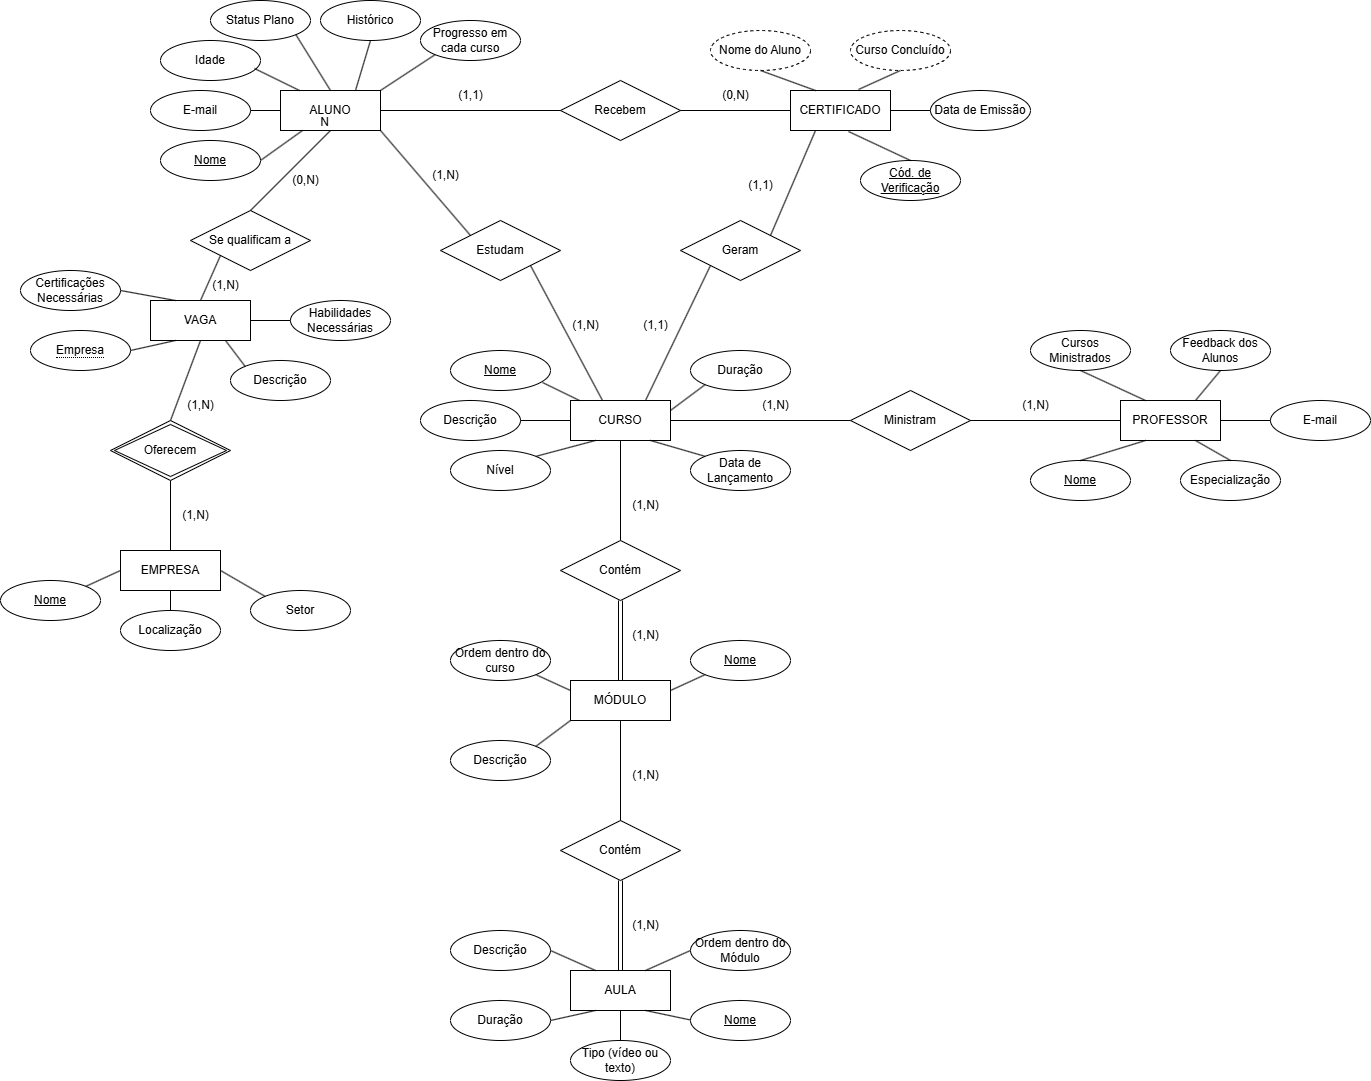 Status Plano
Histórico
Progresso em
cada curso
Idade
E-mail
Nome
ALUNO
N
(1,1)
Recebem
(0,N)
Nome do Aluno
Curso Concluído
CERTIFICADO
Data de Emissão
Cód. de
Verificação
(0,N)
(1,N)
(1,1)
Se qualificam a
Estudam
Geram
(1,N)
Certificações
Necessárias
VAGA
Habilidades
Necessárias
Empresa
Descrição
(1,N)
(1,1)
(1,N)
Oferecem
(1,N)
EMPRESA
Nome
Localização
Setor
Nome
Duração
Descrição
CURSO
Nível
Data de
Lançamento
(1,N)
Ministram
(1,N)
Cursos
Ministrados
Feedback dos
Alunos
PROFESSOR
E-mail
Nome
Especialização
(1,N)
Contém
(1,N)
Ordem dentro do
curso
Nome
MÓDULO
Descrição
(1,N)
Contém
(1,N)
Descrição
Ordem dentro do
Módulo
AULA
Duração
Nome
Tipo (vídeo ou
texto)